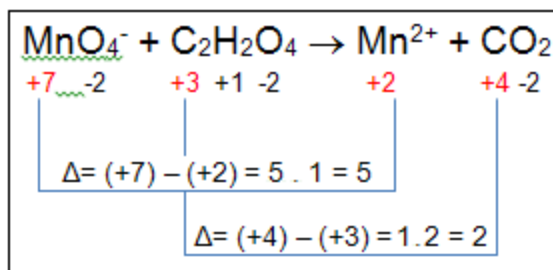 MnO₄⁻ + C₂H₂O₄ → Mn²⁺ + CO₂
+7 -2 +3 +1 -2 +2 +4 -2
Δ= (+7) – (+2) = 5 . 1 = 5
Δ= (+4) – (+3) = 1.2 = 2